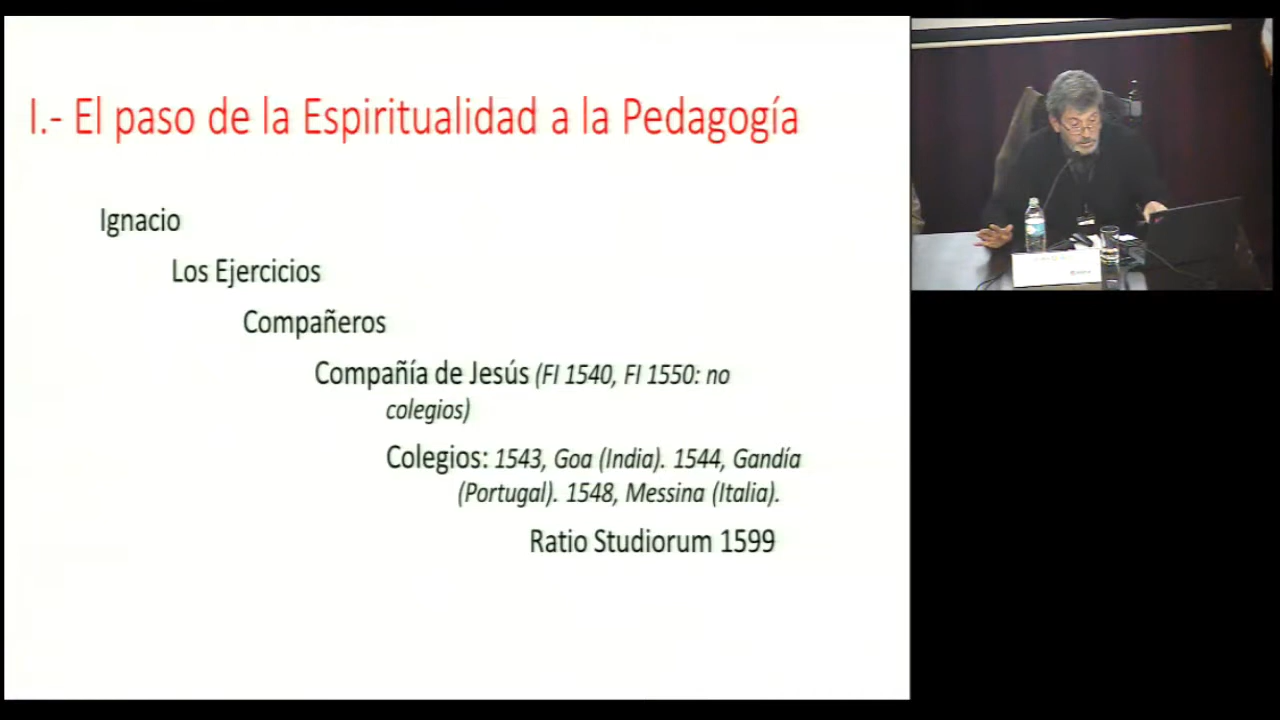 I.- El paso de la Espiritualidad a la Pedagogía
Ignacio
Los Ejercicios
Compañeros
Compañía de Jesús (FI 1540, FI 1550: no
colegios)
Colegios: 1543, Goa (India). 1544, Gandía
(Portugal). 1548, Messina (Italia).
Ratio Studiorum 1599